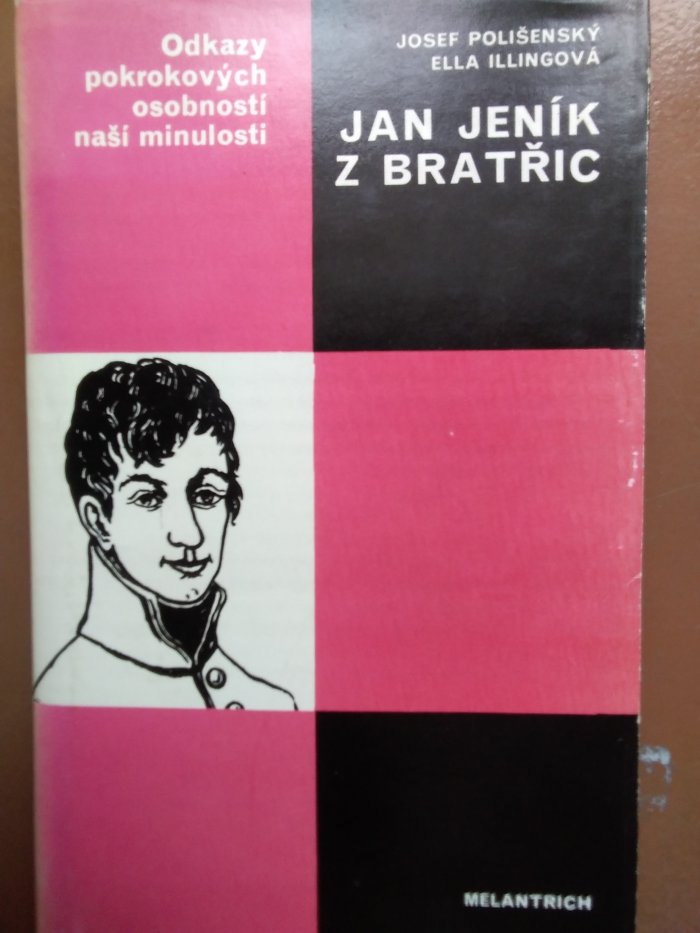 Odkazy
pokrokových
osobností
naší minulosti
JOSEF POLIŠENSKÝ
ELLA ILLINGOVÁ
JAN JENÍK
Z BRATŘIC
MELANTRICH